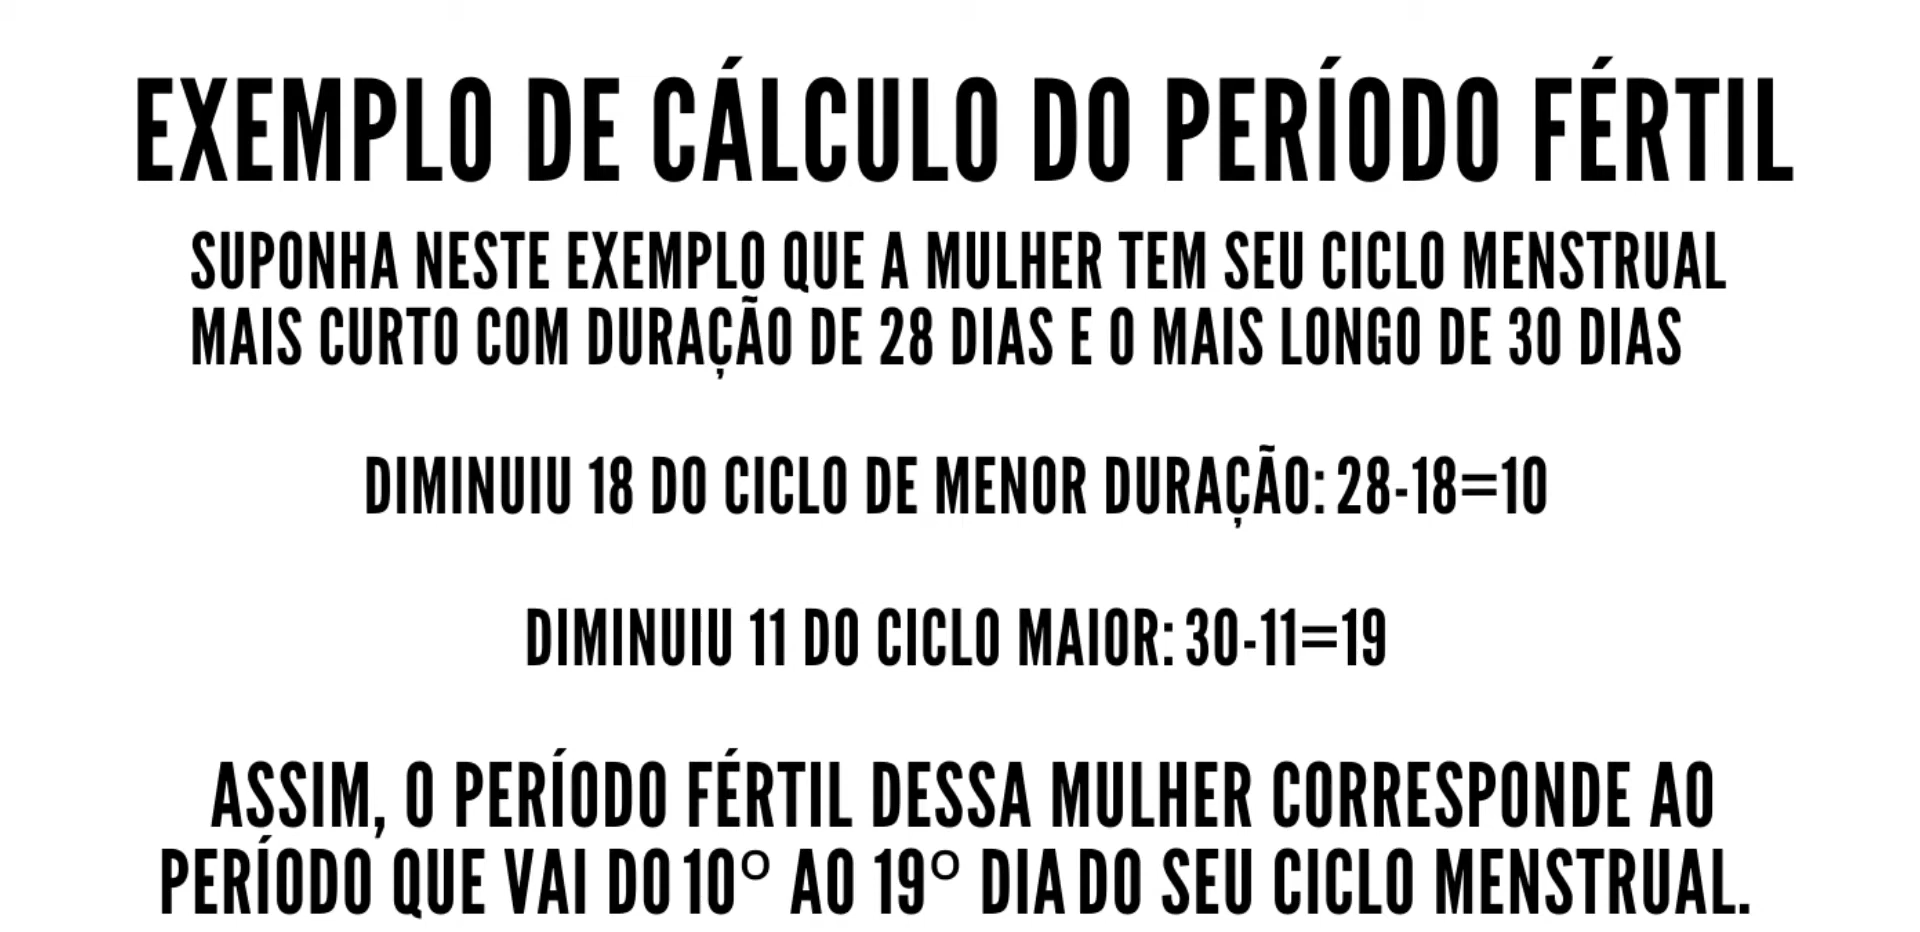 EXEMPLO DE CÁLCULO DO PERÍODO FÉRTIL
SUPONHA NESTE EXEMPLO QUE A MULHER TEM SEU CICLO MENSTRUAL
MAIS CURTO COM DURAÇÃO DE 28 DIAS E O MAIS LONGO DE 30 DIAS
DIMINUIU 18 DO CICLO DE MENOR DURAÇÃO: 28-18=10
DIMINUIU 11 DO CICLO MAIOR: 30-11=19
ASSIM, O PERÍODO FÉRTIL DESSA MULHER CORRESPONDE AO
PERÍODO QUE VAI DO 10º AO 19º DIA DO SEU CICLO MENSTRUAL.